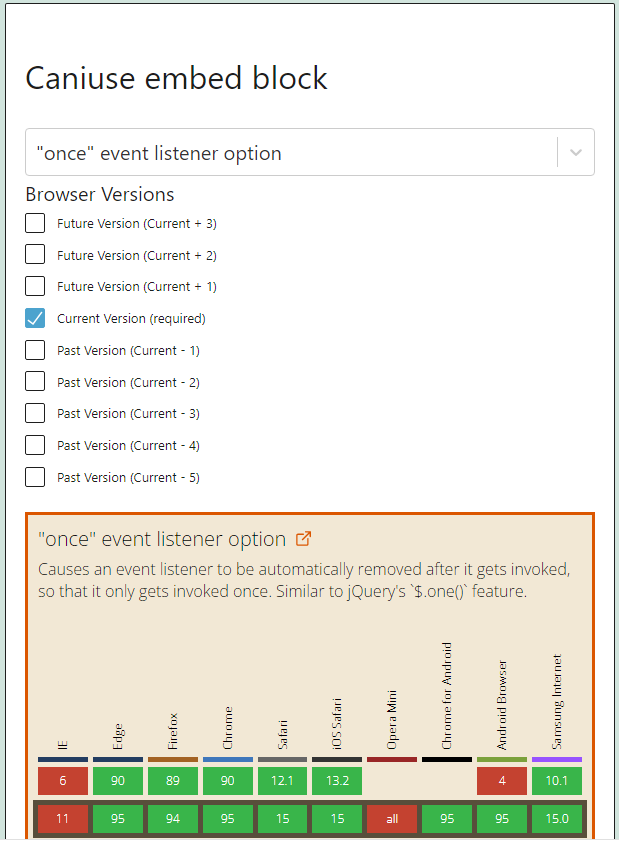 Caniuse embed block
"once" event listener option
Browser Versions
Future Version (Current + 3)
Future Version (Current + 2)
Future Version (Current + 1)
Current Version (required)
Past Version (Current - 1)
Past Version (Current - 2)
Past Version (Current - 3)
Past Version (Current - 4)
Past Version (Current - 5)
"once" event listener option
Causes an event listener to be automatically removed after it gets invoked,
so that it only gets invoked once. Similar to jQuery's `$.one()` feature.
IE Edge Firefox Chrome Safari iOS Safari Opera Mini Chrome for Android Android Browser Samsung Internet
6 90 89 90 12.1 13.2 4 10.1
11 95 94 95 15 15 all 95 95 15.0